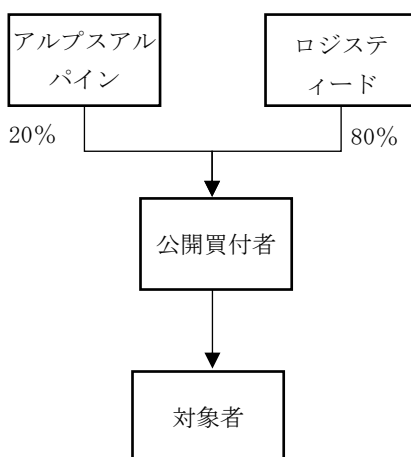 アルプスアル
パイン
ロジステ
ィード
20%
80%
公開買付者
対象者